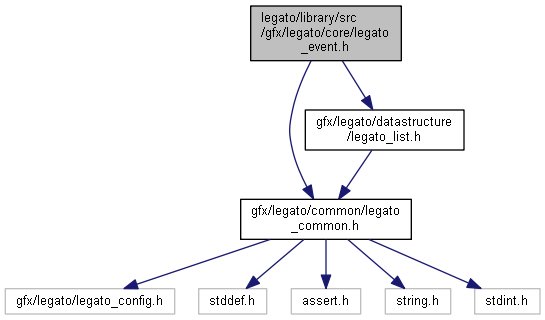 legato/library/src
/gfx/legato/core/legato
_event.h
gfx/legato/datastructure
/legato_list.h
gfx/legato/common/legato
_common.h
gfx/legato/legato_config.h
stddef.h
assert.h
string.h
stdint.h